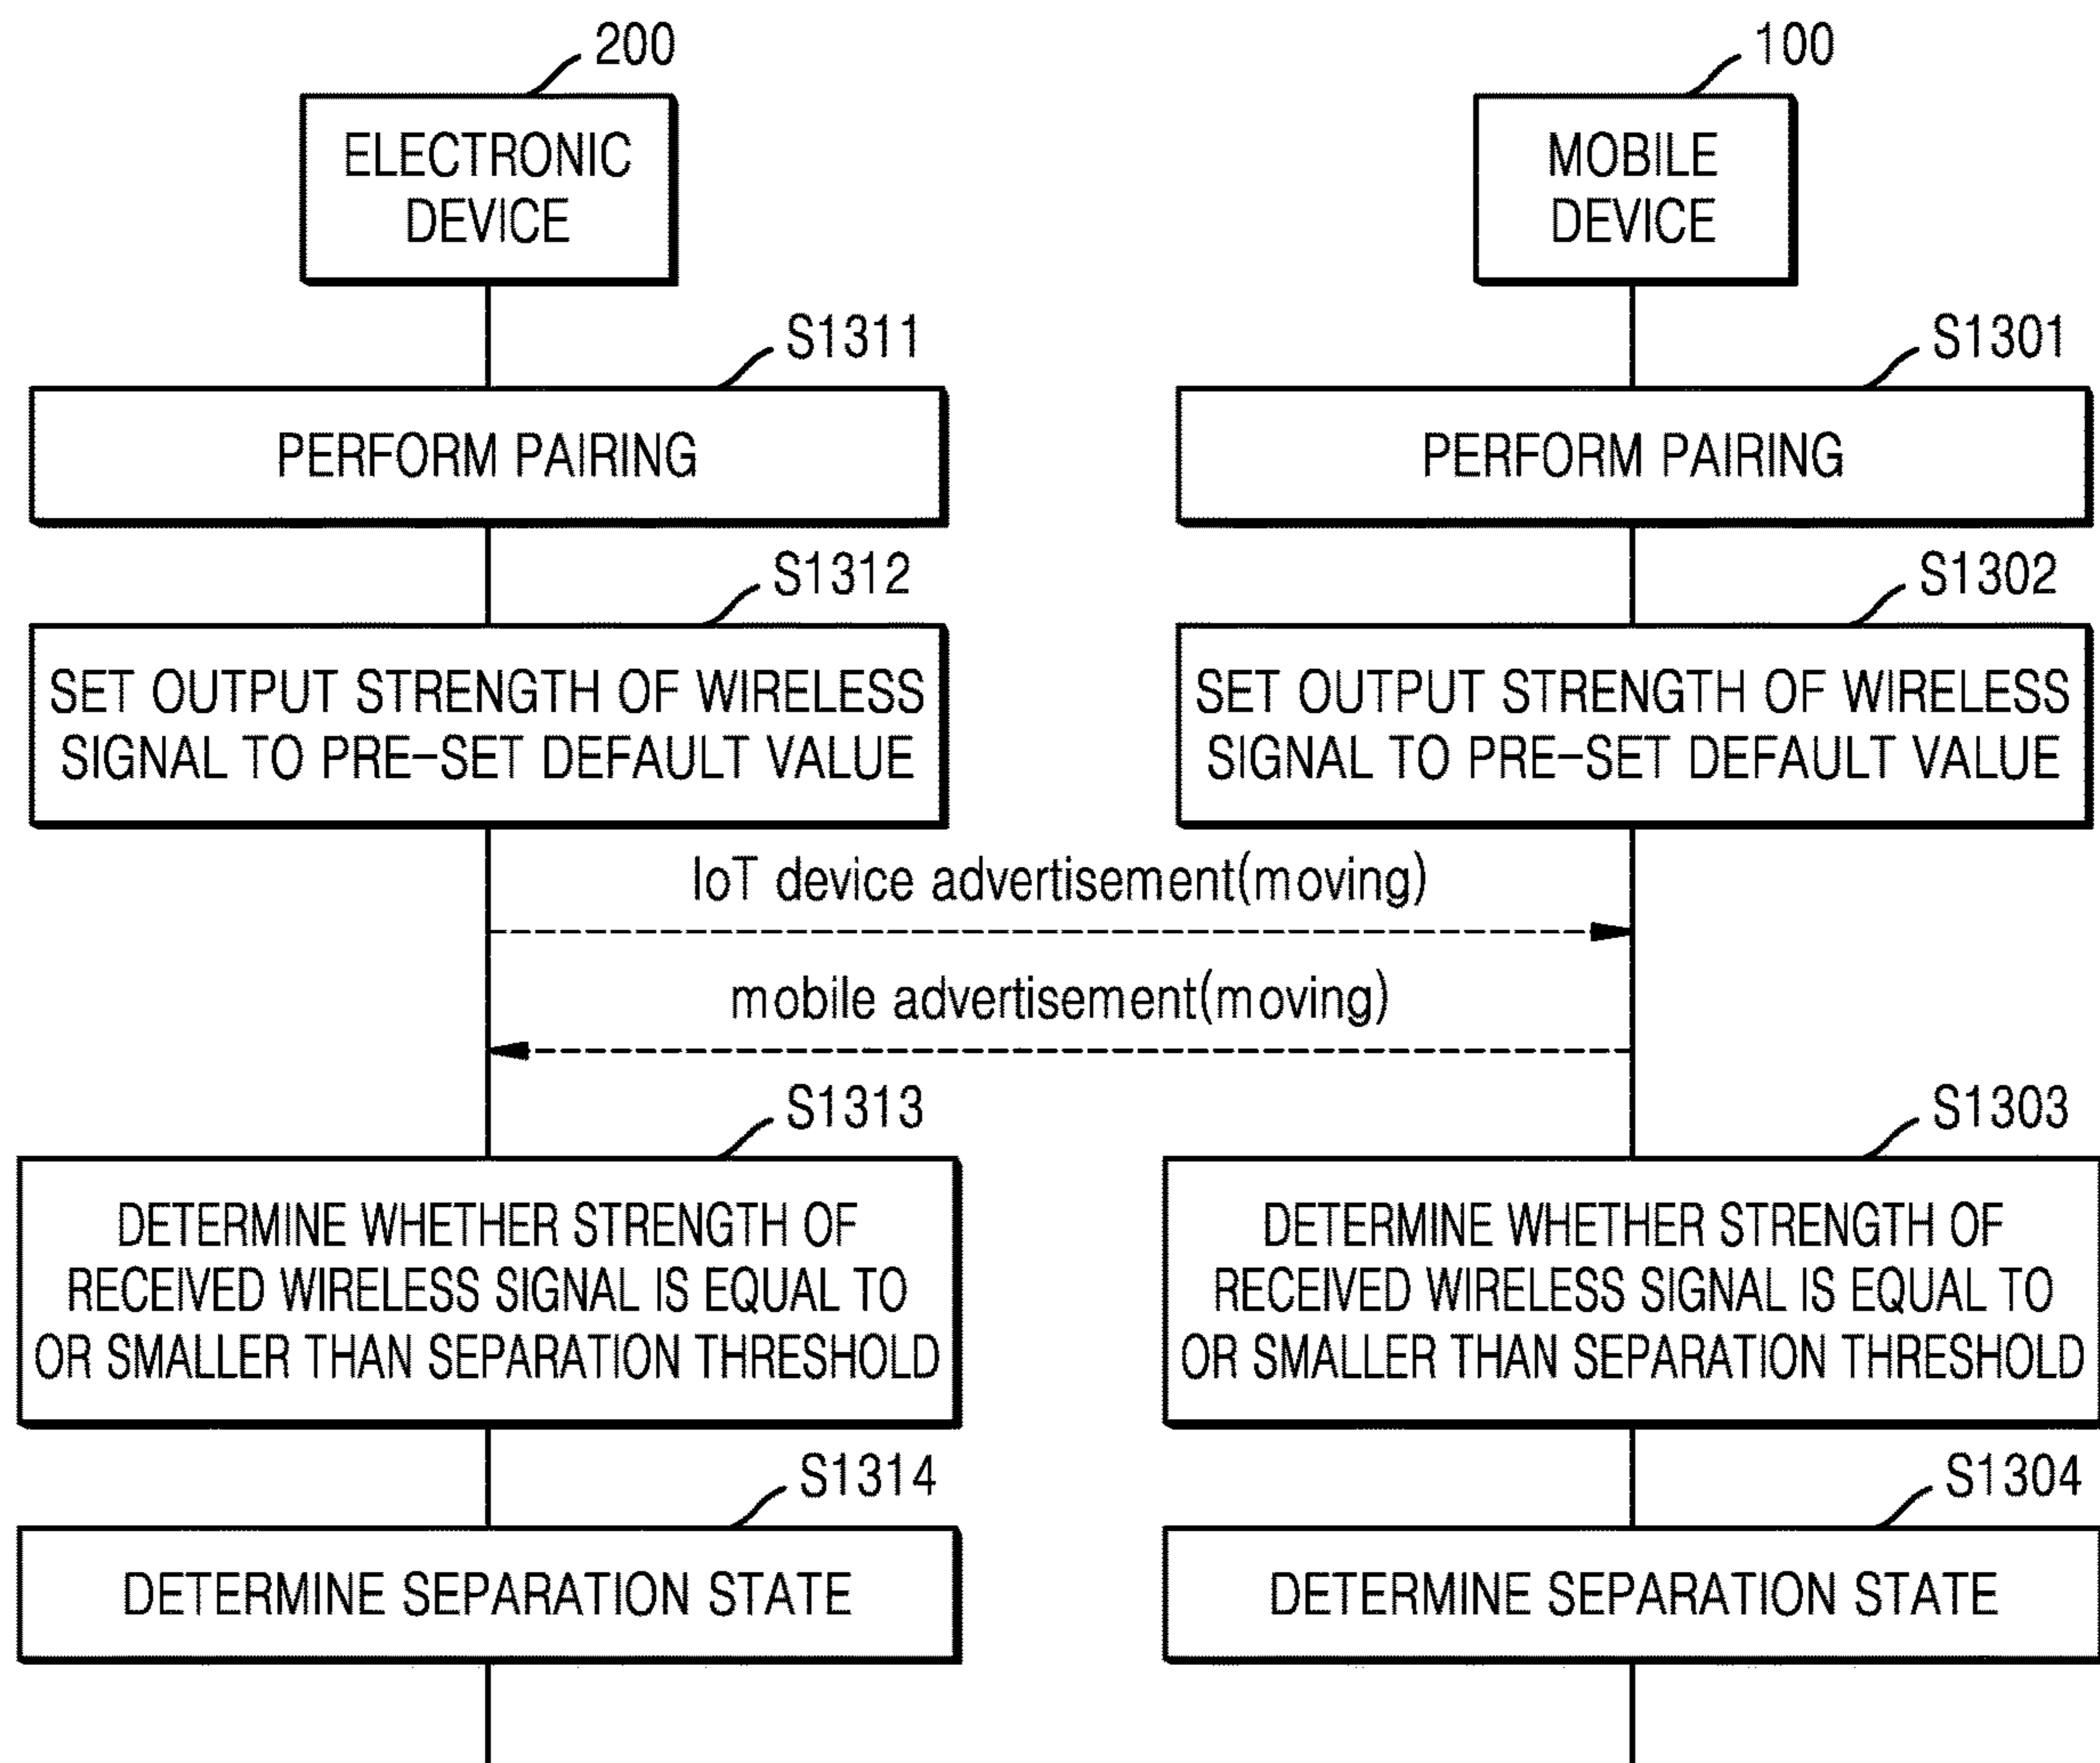 200
100
ELECTRONIC
DEVICE
MOBILE
DEVICE
S1311
S1301
PERFORM PAIRING
PERFORM PAIRING
S1312
S1302
SET OUTPUT STRENGTH OF WIRELESS
SIGNAL TO PRE-SET DEFAULT VALUE
SET OUTPUT STRENGTH OF WIRELESS
SIGNAL TO PRE-SET DEFAULT VALUE
IoT device advertisement(moving)
mobile advertisement(moving)
S1313
S1303
DETERMINE WHETHER STRENGTH OF
RECEIVED WIRELESS SIGNAL IS EQUAL TO
OR SMALLER THAN SEPARATION THRESHOLD
DETERMINE WHETHER STRENGTH OF
RECEIVED WIRELESS SIGNAL IS EQUAL TO
OR SMALLER THAN SEPARATION THRESHOLD
S1314
S1304
DETERMINE SEPARATION STATE
DETERMINE SEPARATION STATE